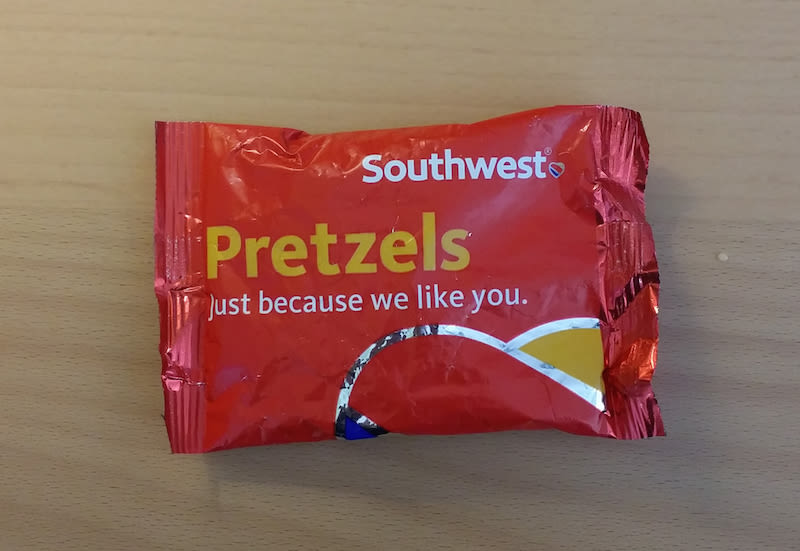 Southwest®
Pretzels
Just because we like you.